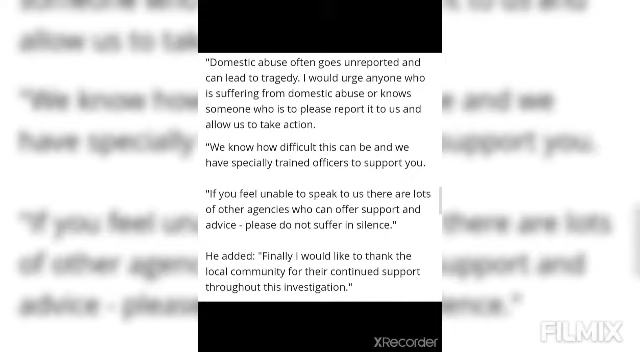 "Domestic abuse often goes unreported and
can lead to tragedy. I would urge anyone who
is suffering from domestic abuse or knows
someone who is to please report it to us and
allow us to take action.
"We know how difficult this can be and we
have specially trained officers to support you.
"If you feel unable to speak to us there are lots
of other agencies who can offer support and
advice - please do not suffer in silence."
He added: "Finally I would like to thank the
local community for their continued support
throughout this investigation."
XRecorder
FILMIX